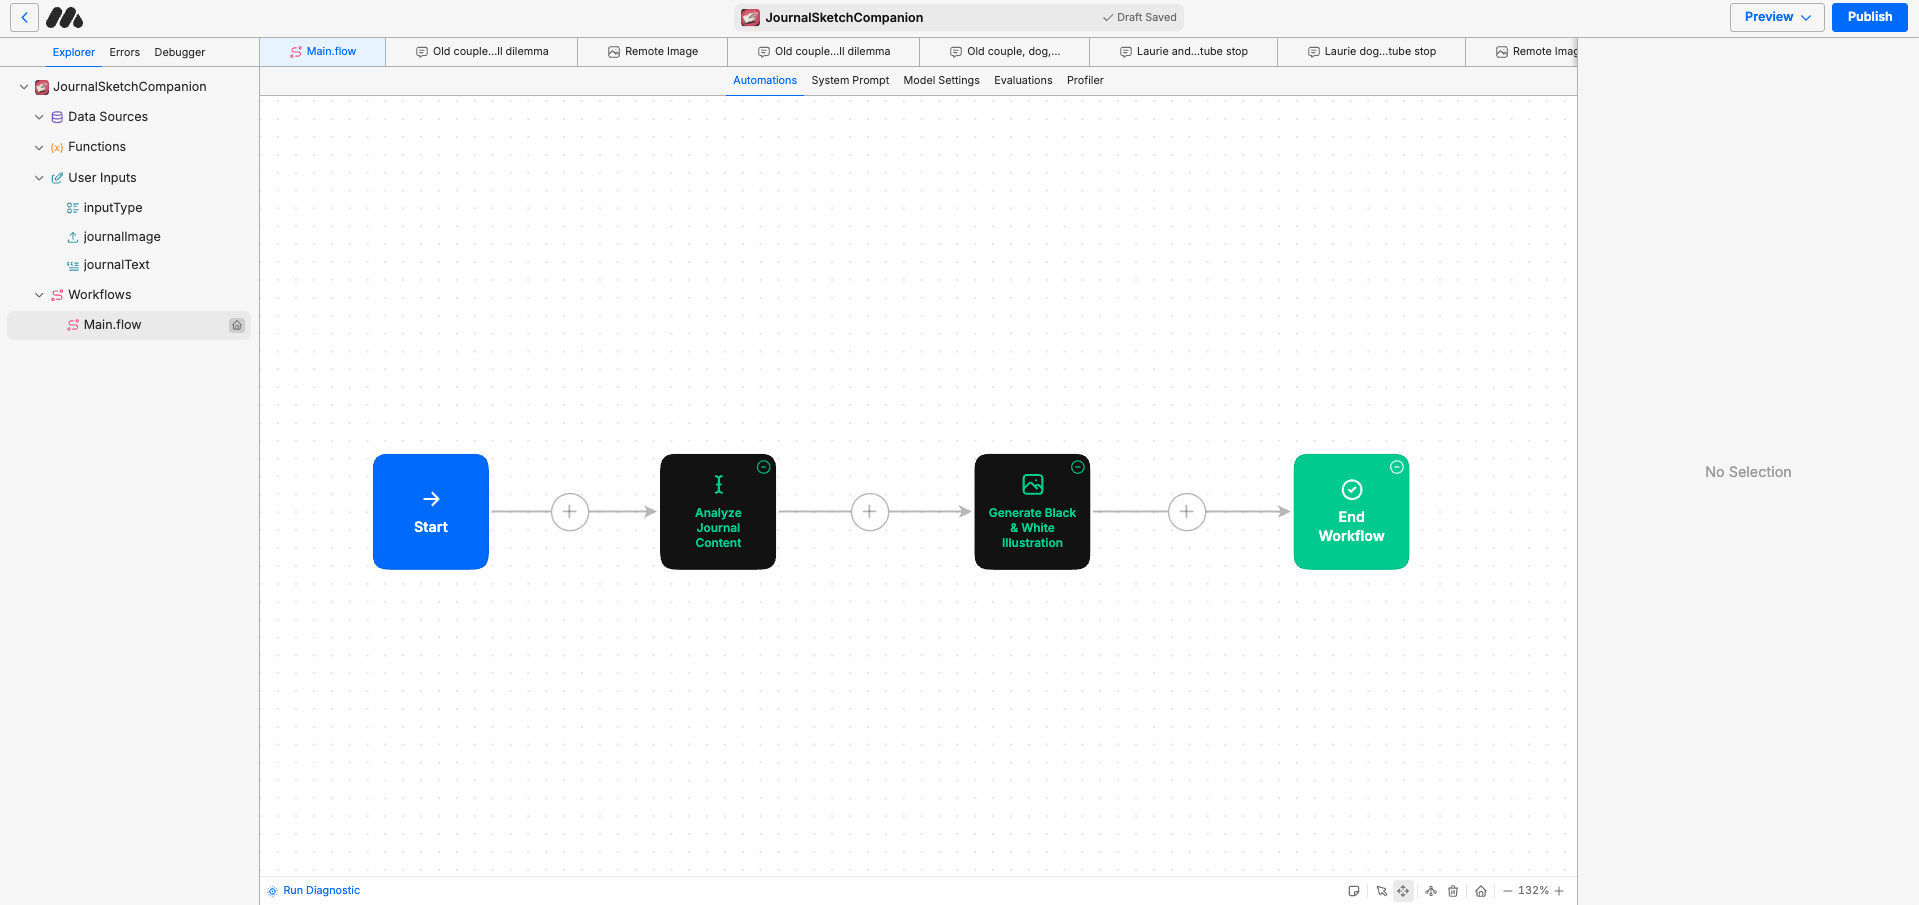 JournalSketchCompanion
Draft Saved
Preview
Publish
Explorer
Errors
Debugger
Main.flow
Old couple...ll dilemma
Remote Image
Old couple...ll dilemma
Old couple, dog,...
Laurie and...tube stop
Laurie dog...tube stop
Remote Imag
Automations
System Prompt
Model Settings
Evaluations
Profiler
JournalSketchCompanion
Data Sources
Functions
User Inputs
inputType
journalImage
journalText
Workflows
Main.flow
Start
Analyze
Journal
Content
Generate Black
& White
Illustration
End
Workflow
No Selection
Run Diagnostic
132%